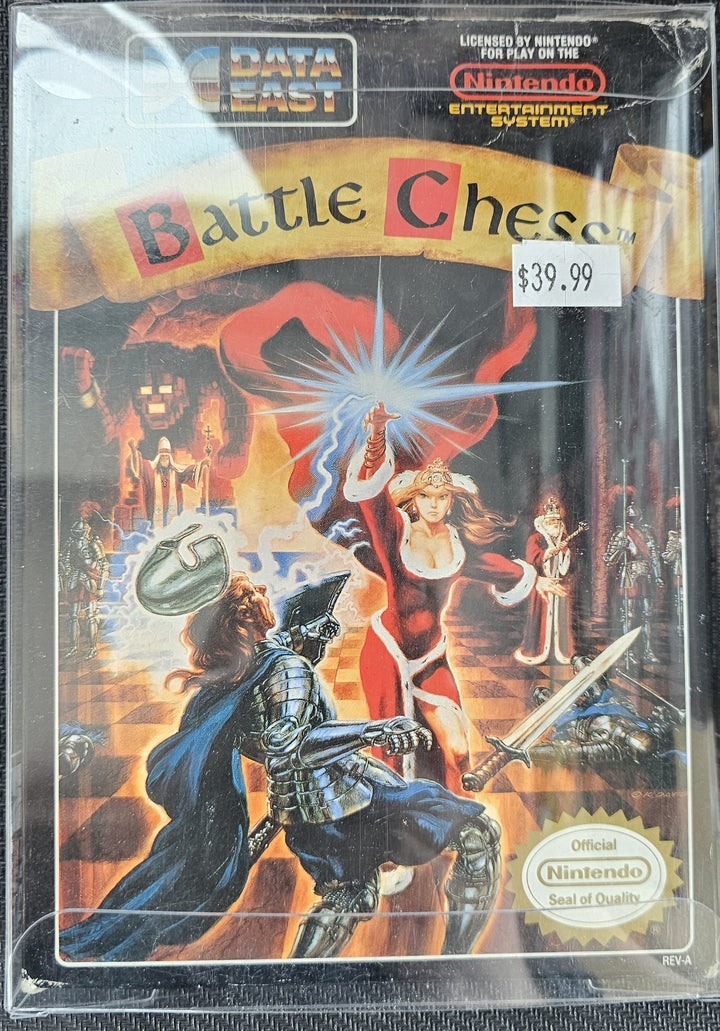 DATA
EAST
LICENSED BY NINTENDO®
FOR PLAY ON THE
Nintendo
ENTERTAINMENT
SYSTEM®
Battle Chess™
$39.99
Official
Nintendo
Seal of Quality
REV-A